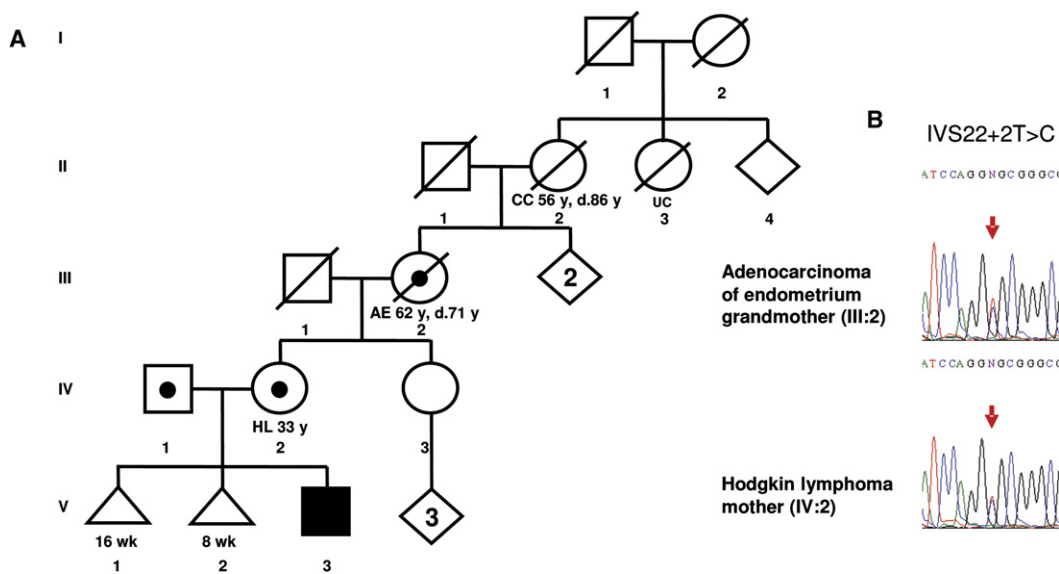 A
I
1 2
II
CC 56 y, d.86 y
UC
1 2 3 4
III
2
AE 62 y, d.71 y
1 2
IV
HL 33 y
1 2 3
V
3
16 wk 8 wk
1 2 3
B
IVS22+2T>C
ATCCAGGNGCGGGC
Adenocarcinoma
of endometrium
grandmother (III:2)
ATCCAGGNGCGGGC
Hodgkin lymphoma
mother (IV:2)